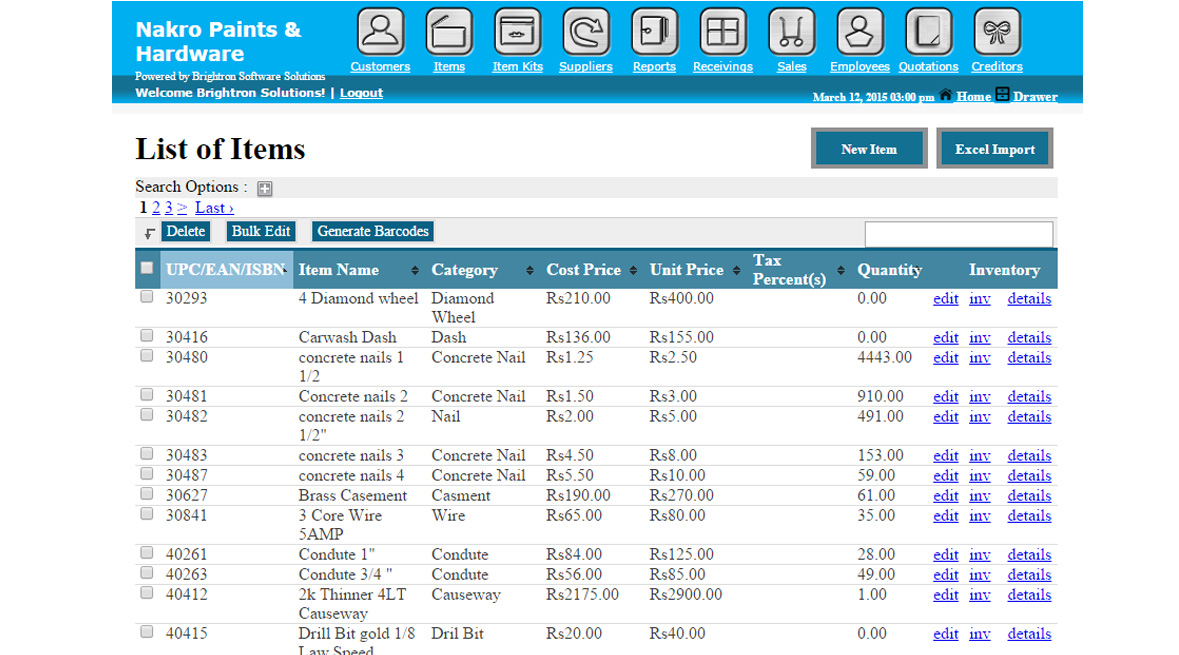 Nakro Paints &
Hardware
Powered by Brightron Software Solutions
Welcome Brightron Solutions! | Logout
Customers Items Item Kits Suppliers Reports Receivings Sales Employees Quotations Creditors
March 12, 2015 03:00 pm Home Drawer
List of Items
New Item Excel Import
Search Options :
1 2 3 > Last ›
Delete Bulk Edit Generate Barcodes
UPC/EAN/ISBN Item Name Category Cost Price Unit Price Tax Percent(s) Quantity Inventory
30293 4 Diamond wheel Diamond Rs210.00 Rs400.00 0.00 edit inv details
Wheel
30416 Carwash Dash Dash Rs136.00 Rs155.00 0.00 edit inv details
30480 concrete nails 1 Concrete Nail Rs1.25 Rs2.50 4443.00 edit inv details
1/2
30481 Concrete nails 2 Concrete Nail Rs1.50 Rs3.00 910.00 edit inv details
30482 concrete nails 2 Nail Rs2.00 Rs5.00 491.00 edit inv details
1/2"
30483 concrete nails 3 Concrete Nail Rs4.50 Rs8.00 153.00 edit inv details
30487 concrete nails 4 Concrete Nail Rs5.50 Rs10.00 59.00 edit inv details
30627 Brass Casement Casment Rs190.00 Rs270.00 61.00 edit inv details
30841 3 Core Wire Wire Rs65.00 Rs80.00 35.00 edit inv details
5AMP
40261 Condute 1" Condute Rs84.00 Rs125.00 28.00 edit inv details
40263 Condute 3/4 " Condute Rs56.00 Rs85.00 49.00 edit inv details
40412 2k Thinner 4LT Causeway Rs2175.00 Rs2900.00 1.00 edit inv details
Causeway
40415 Drill Bit gold 1/8 Dril Bit Rs20.00 Rs40.00 0.00 edit inv details
Law Speed